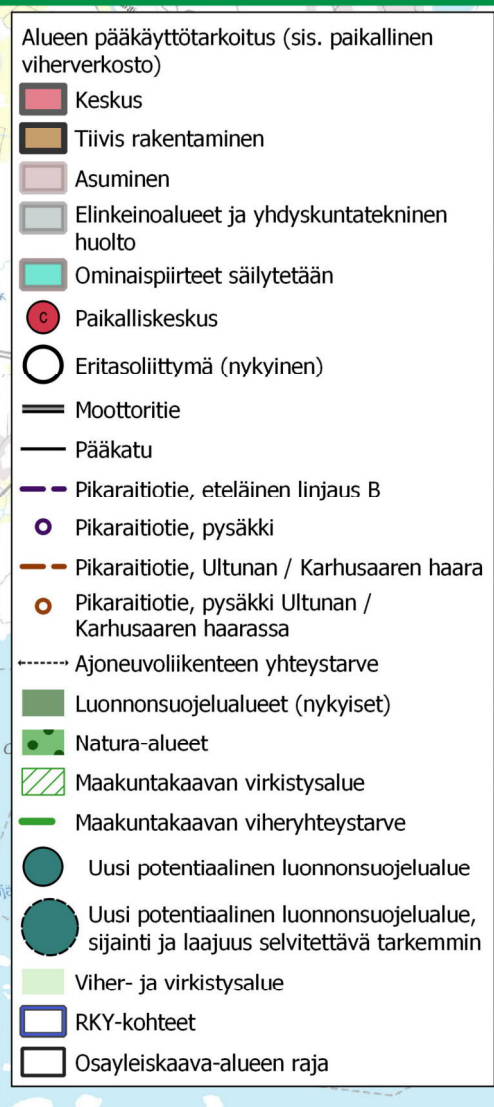 Alueen pääkäyttötarkoitus (sis. paikallinen
viherverkosto)
Keskus
Tiivis rakentaminen
Asuminen
Elinkeinoalueet ja yhdyskuntatekninen
huolto
Ominaispiirteet säilytetään
C Paikalliskeskus
Eritasoliittymä (nykyinen)
Moottoritie
Pääkatu
Pikaraitiotie, eteläinen linjaus B
Pikaraitiotie, pysäkki
Pikaraitiotie, Ultunan / Karhusaaren haara
Pikaraitiotie, pysäkki Ultunan /
Karhusaaren haarassa
Ajoneuvoliikenteen yhteystarve
Luonnonsuojelualueet (nykyiset)
Natura-alueet
Maakuntakaavan virkistysalue
Maakuntakaavan viheryhteystarve
Uusi potentiaalinen luonnonsuojelualue
Uusi potentiaalinen luonnonsuojelualue,
sijainti ja laajuus selvitettävä tarkemmin
Viher- ja virkistysalue
RKY-kohteet
Osayleiskaava-alueen raja